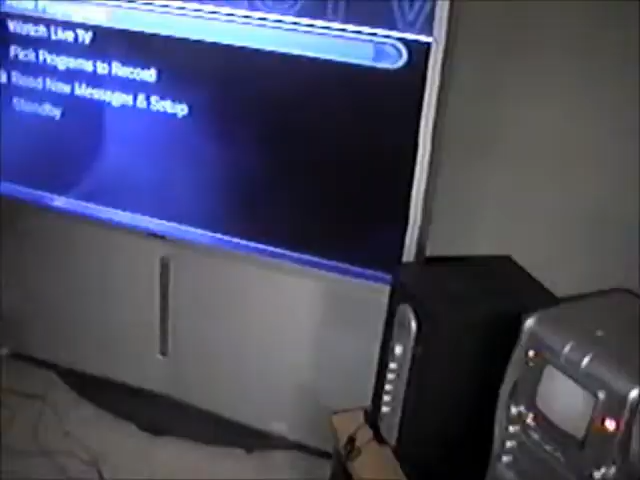 Watch Live TV
Pick Programs to Record
Read New Messages & Setup
Standby